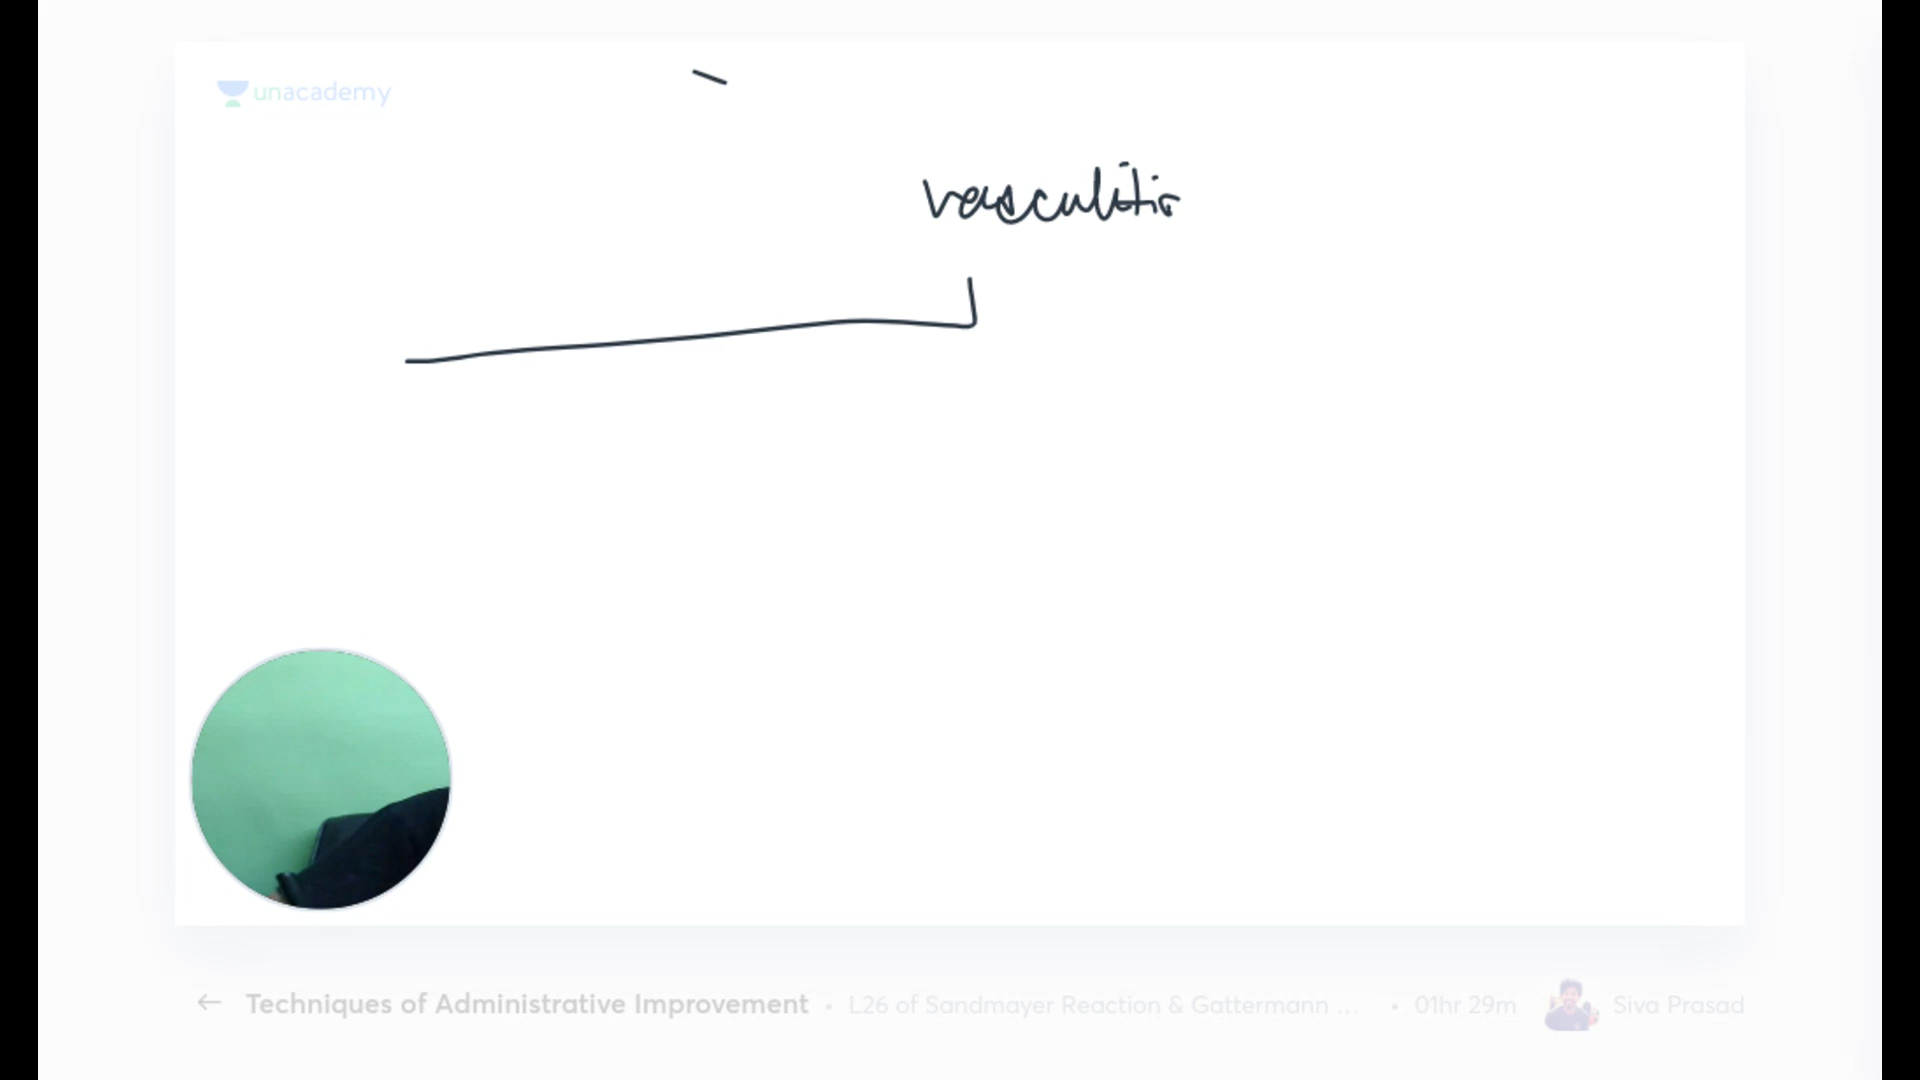 unacademy
vasculitis
Techniques of Administrative Improvement • L26 of Sandmayer Reaction & Gattermann ... • 01hr 29m Siva Prasad